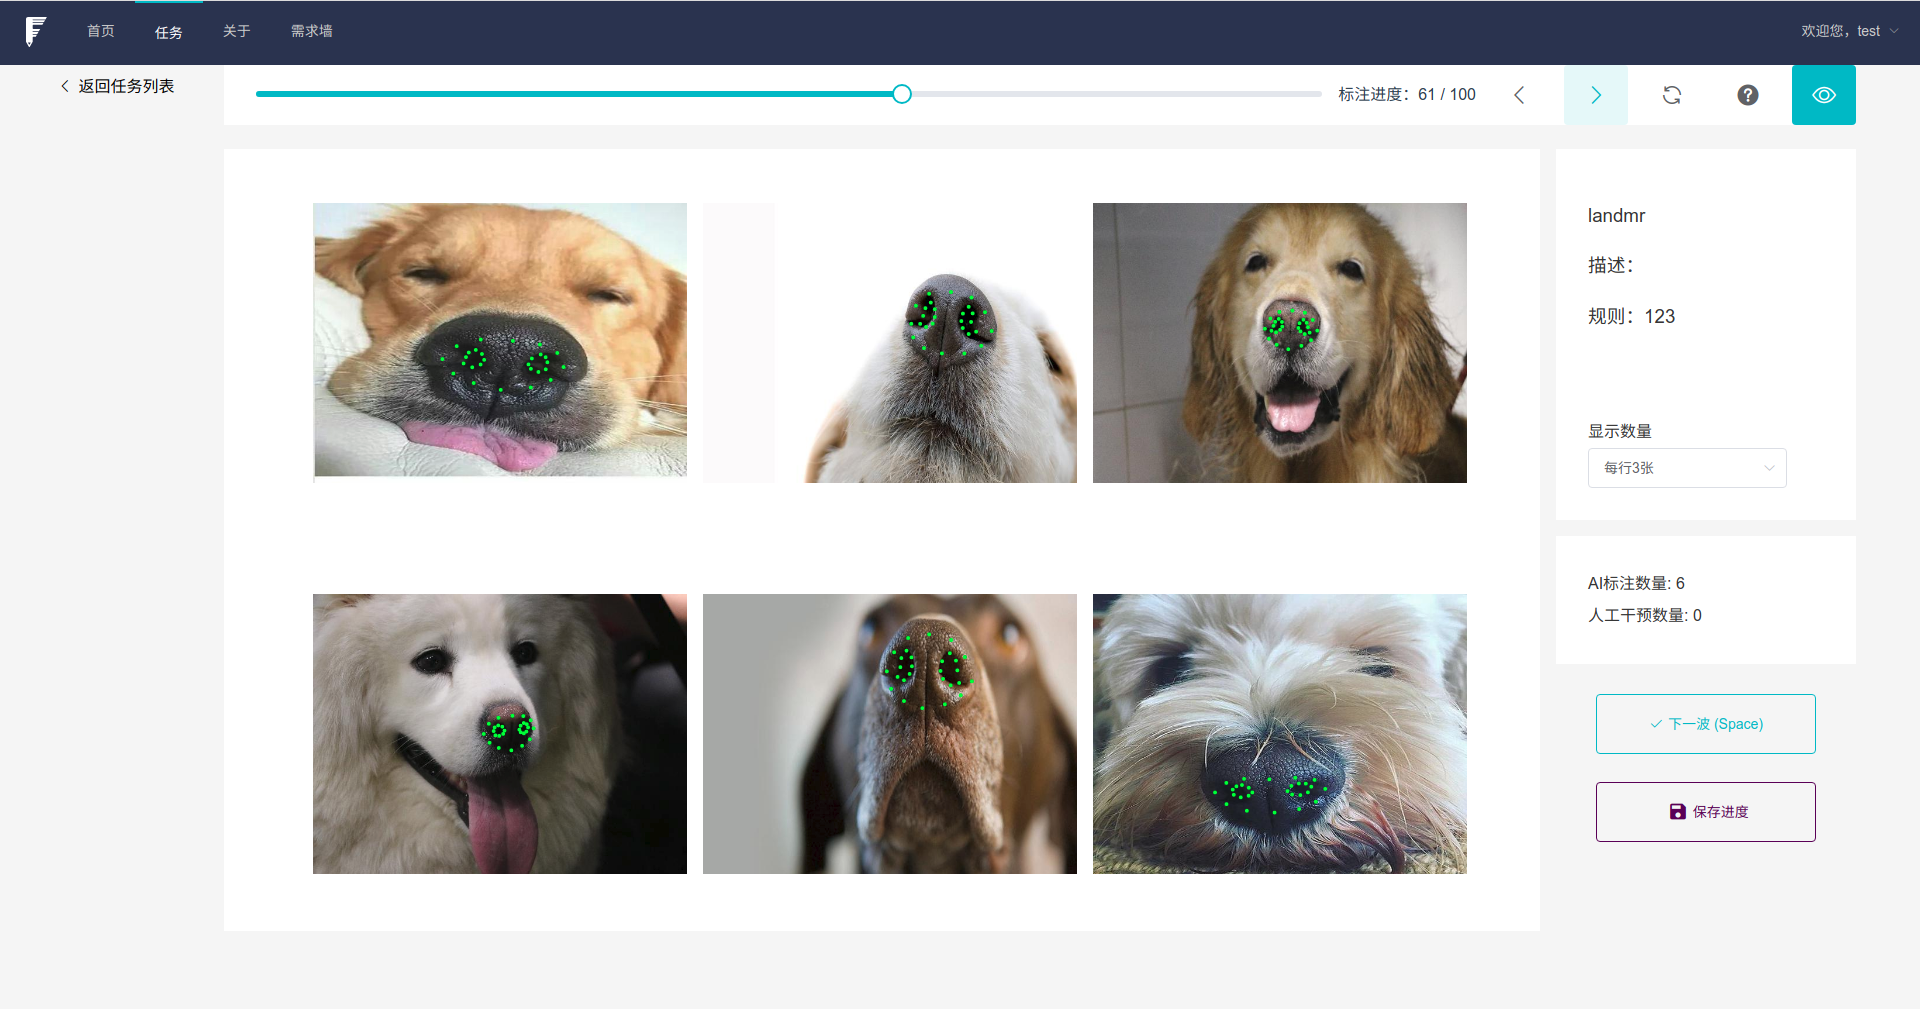 首页 任务 关于 需求墙 欢迎您，test
返回任务列表
标注进度：61 / 100
landmr
描述：
规则：123
显示数量
每行3张
AI标注数量: 6
人工干预数量: 0
下一波 (Space)
保存进度